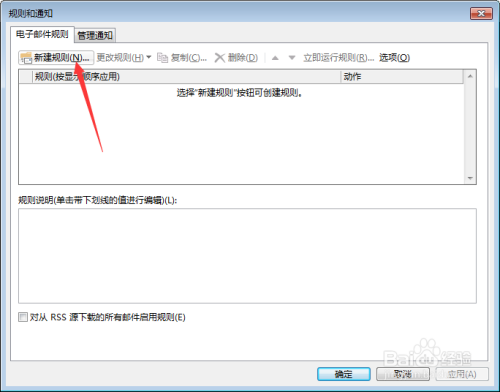 规则和通知
电子邮件规则 管理通知
新建规则(N)... 更改规则(H) 复制(C)... 删除(D) 立即运行规则(R)... 选项(O)
规则(按显示顺序应用) 动作
选择"新建规则"按钮可创建规则。
规则说明(单击带下划线的值进行编辑)(L):
对从 RSS 源下载的所有邮件启用规则(E)
确定 取消 应用(A)
Baidu 经验